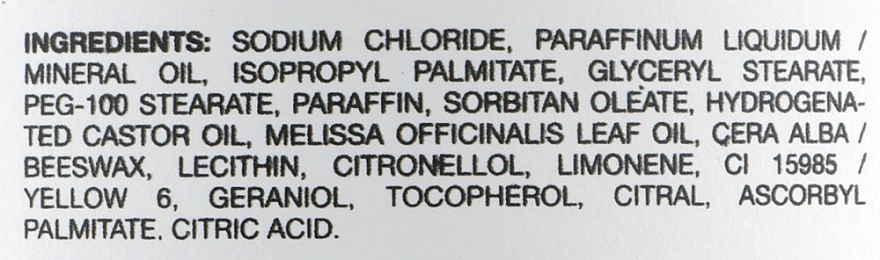 INGREDIENTS: SODIUM CHLORIDE, PARAFFINUM LIQUIDUM /
MINERAL OIL, ISOPROPYL PALMITATE, GLYCERYL STEARATE,
PEG-100 STEARATE, PARAFFIN, SORBITAN OLEATE, HYDROGENA-
TED CASTOR OIL, MELISSA OFFICINALIS LEAF OIL, CERA ALBA /
BEESWAX, LECITHIN, CITRONELLOL, LIMONENE, CI 15985 /
YELLOW 6, GERANIOL, TOCOPHEROL, CITRAL, ASCORBYL
PALMITATE, CITRIC ACID.